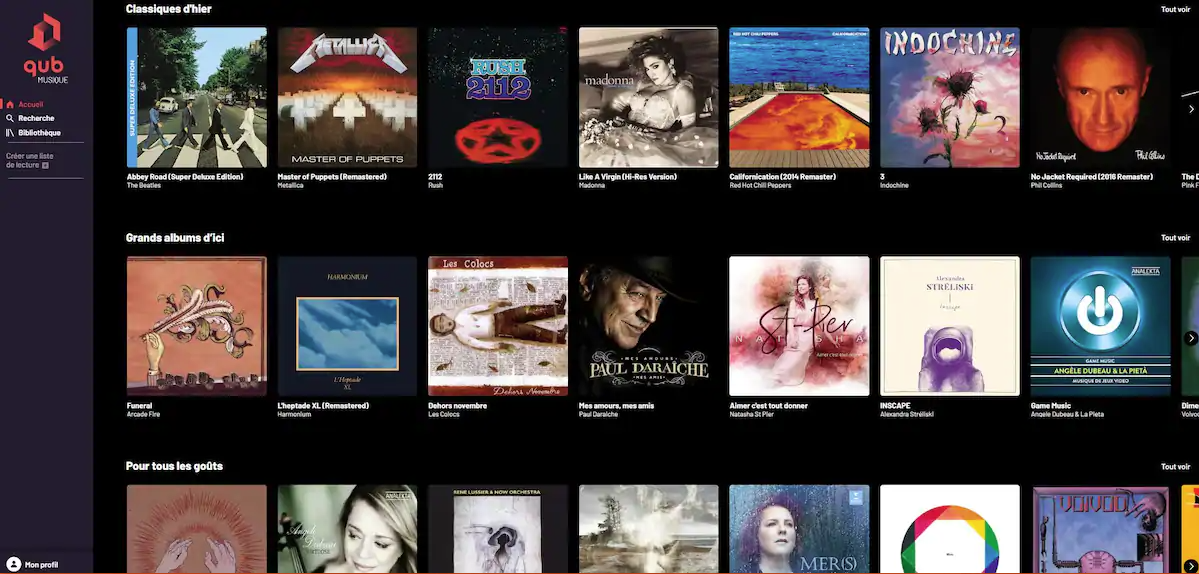 qub
MUSIQUE
Accueil
Recherche
Bibliothèque
Créer une liste
de lecture
Mon profil
Classiques d'hier
Tout voir
SUPER DELUXE EDITION
METALLICA
MASTER OF PUPPETS
RUSH
2112
madonna
RED HOT CHILI PEPPERS
CALIFORNICATION
INDOCHINE
No Jacket Required
Phil Collins
Abbey Road (Super Deluxe Edition)
The Beatles
Master of Puppets (Remastered)
Metallica
2112
Rush
Like A Virgin (Hi-Res Version)
Madonna
Californication (2014 Remaster)
Red Hot Chili Peppers
3
Indochine
No Jacket Required (2016 Remaster)
Phil Collins
The D
Pink F
Grands albums d'ici
Tout voir
HARMONIUM
L'Heptade
XL
Les Colocs
Dehors Novembre
MES AMOURS
PAUL DARAÎCHE
MES AMIS
St-Pier
NATASHA
Aimer c'est tout donner
Alexandra
STRÉLISKI
Inscape
ANALEKTA
GAME MUSIC
ANGÈLE DUBEAU & LA PIETÀ
MUSIQUE DE JEUX VIDÉO
Funeral
Arcade Fire
L'heptade XL (Remastered)
Harmonium
Dehors novembre
Les Colocs
Mes amours, mes amis
Paul Daraiche
Aimer c'est tout donner
Natasha St Pier
INSCAPE
Alexandra Stréliski
Game Music
Angèle Dubeau & La Pieta
Dime
Voivod
Pour tous les goûts
Tout voir
ANALEKTA
Angèle
Dubeau
Virtuose
RENE LUSSIER & NOW ORCHESTRA
MER(S)
VOIVOD